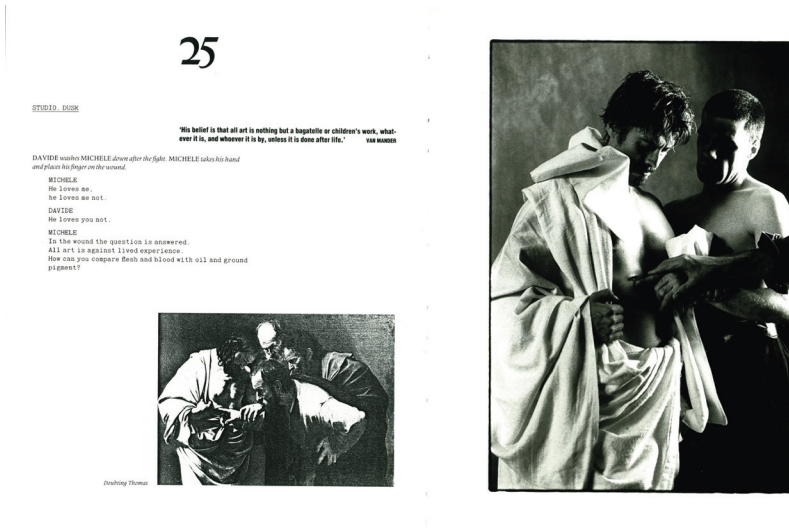 25
STUDIO. DUSK
'His belief is that all art is nothing but a bagatelle or children's work, what-
ever it is, and whoever it is by, unless it is done after life.' VAN MANDER
DAVIDE washes MICHELE down after the fight. MICHELE takes his hand
and places his finger on the wound.
MICHELE
He loves me,
he loves me not.
DAVIDE
He loves you not.
MICHELE
In the wound the question is answered.
All art is against lived experience.
How can you compare flesh and blood with oil and ground
pigment?
Doubting Thomas